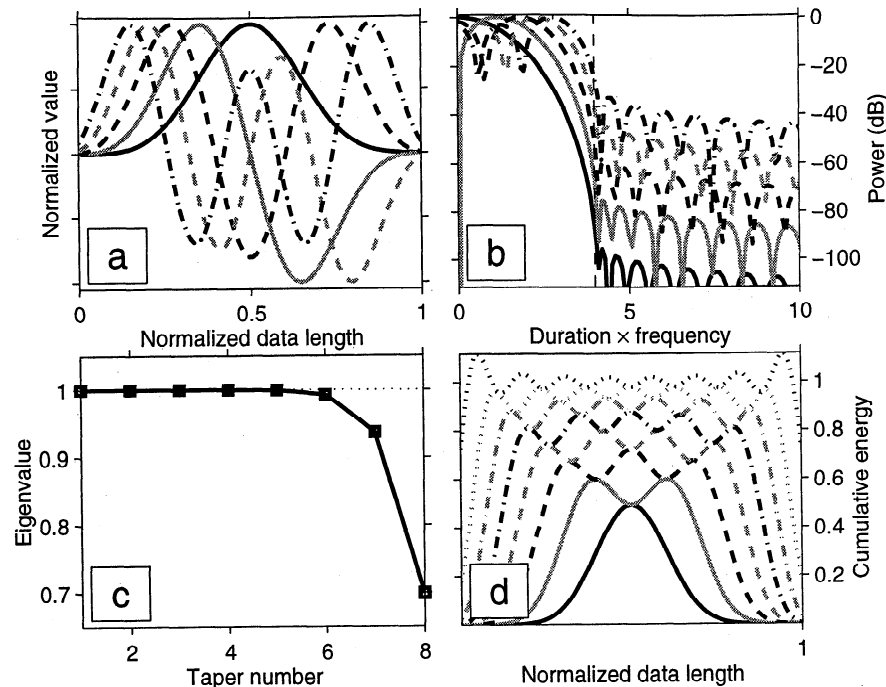 Normalized value
a
0
0.5
1
Normalized data length
b
0
−20
−40
−60
−80
−100
Power (dB)
0
5
10
Duration × frequency
Eigenvalue
1
0.9
0.8
0.7
c
2
4
6
8
Taper number
d
1
0.8
0.6
0.4
0.2
Cumulative energy
1
Normalized data length